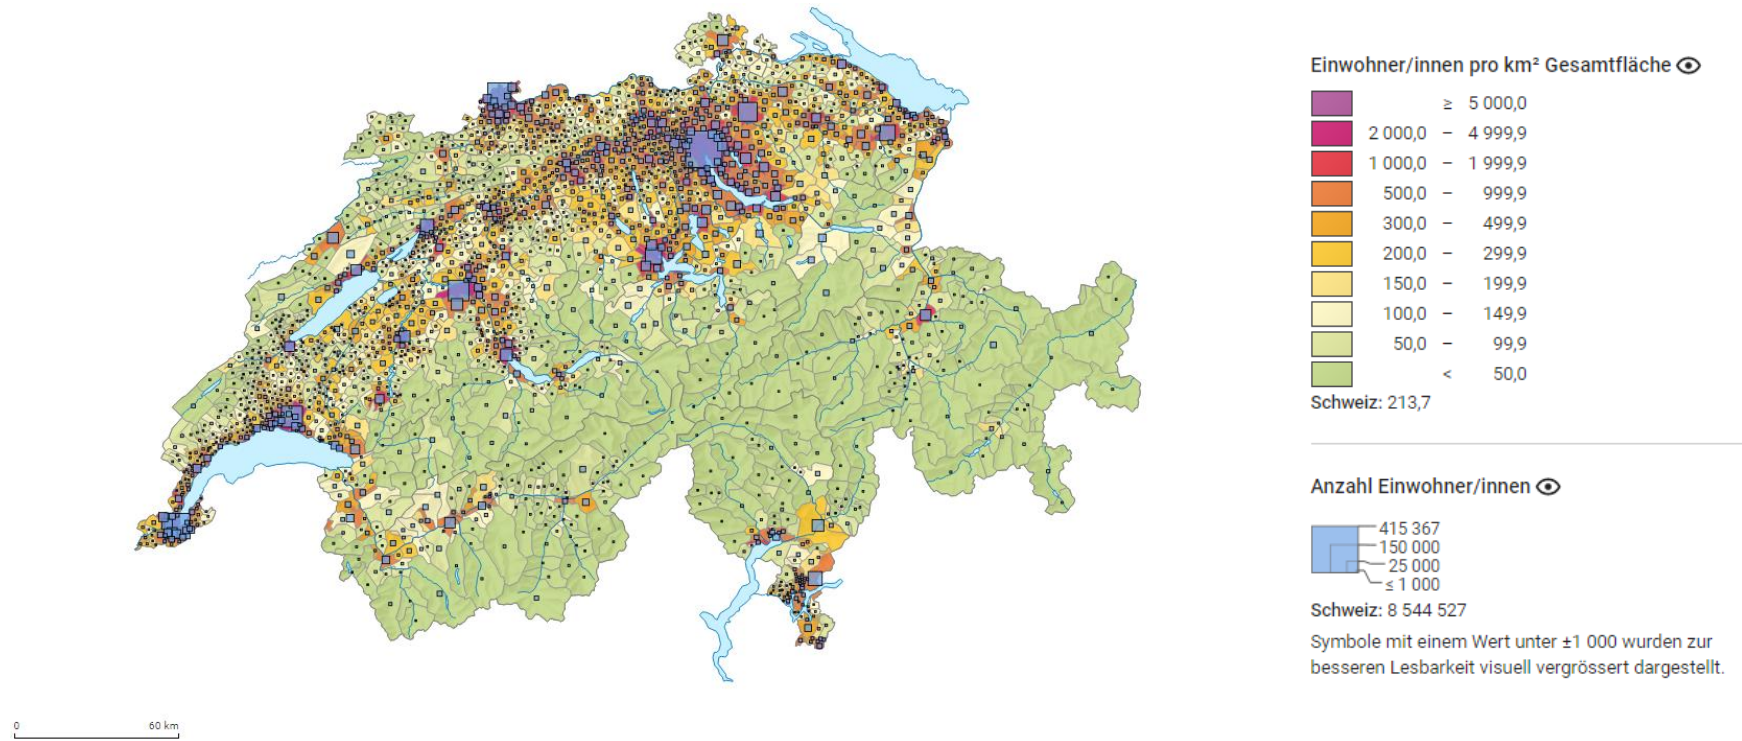 Einwohner/innen pro km² Gesamtfläche
≥ 5 000,0
2 000,0 – 4 999,9
1 000,0 – 1 999,9
500,0 – 999,9
300,0 – 499,9
200,0 – 299,9
150,0 – 199,9
100,0 – 149,9
50,0 – 99,9
< 50,0
Schweiz: 213,7
Anzahl Einwohner/innen
415 367
150 000
25 000
≤ 1 000
Schweiz: 8 544 527
Symbole mit einem Wert unter ±1 000 wurden zur
besseren Lesbarkeit visuell vergrössert dargestellt.
0 60 km